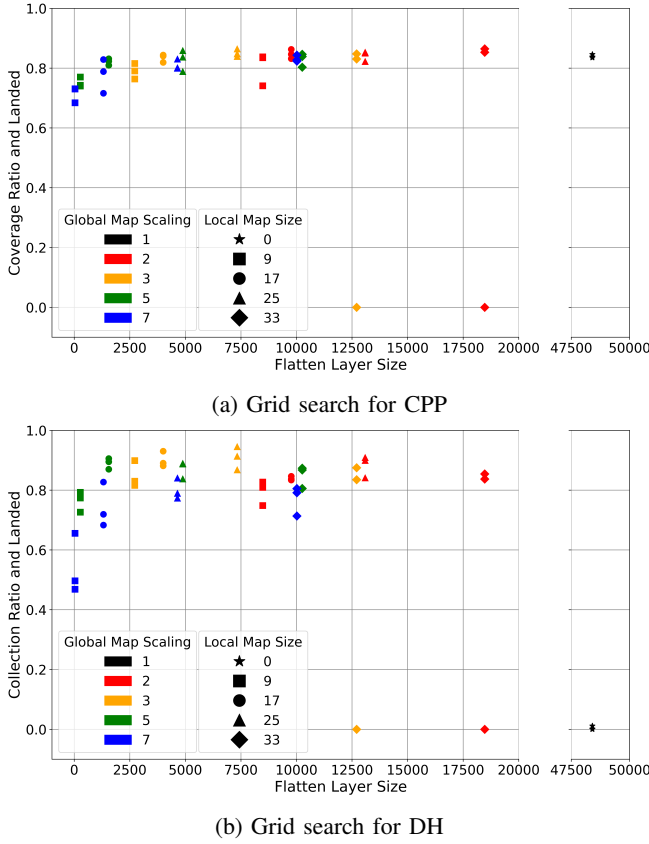 1.0
0.8
0.6
0.4
0.2
0.0
Coverage Ratio and Landed
Global Map Scaling
1
2
3
5
7
Local Map Size
0
9
17
25
33
0 2500 5000 7500 10000 12500 15000 17500 20000 47500 50000
Flatten Layer Size
(a) Grid search for CPP
1.0
0.8
0.6
0.4
0.2
0.0
Collection Ratio and Landed
Global Map Scaling
1
2
3
5
7
Local Map Size
0
9
17
25
33
0 2500 5000 7500 10000 12500 15000 17500 20000 47500 50000
Flatten Layer Size
(b) Grid search for DH